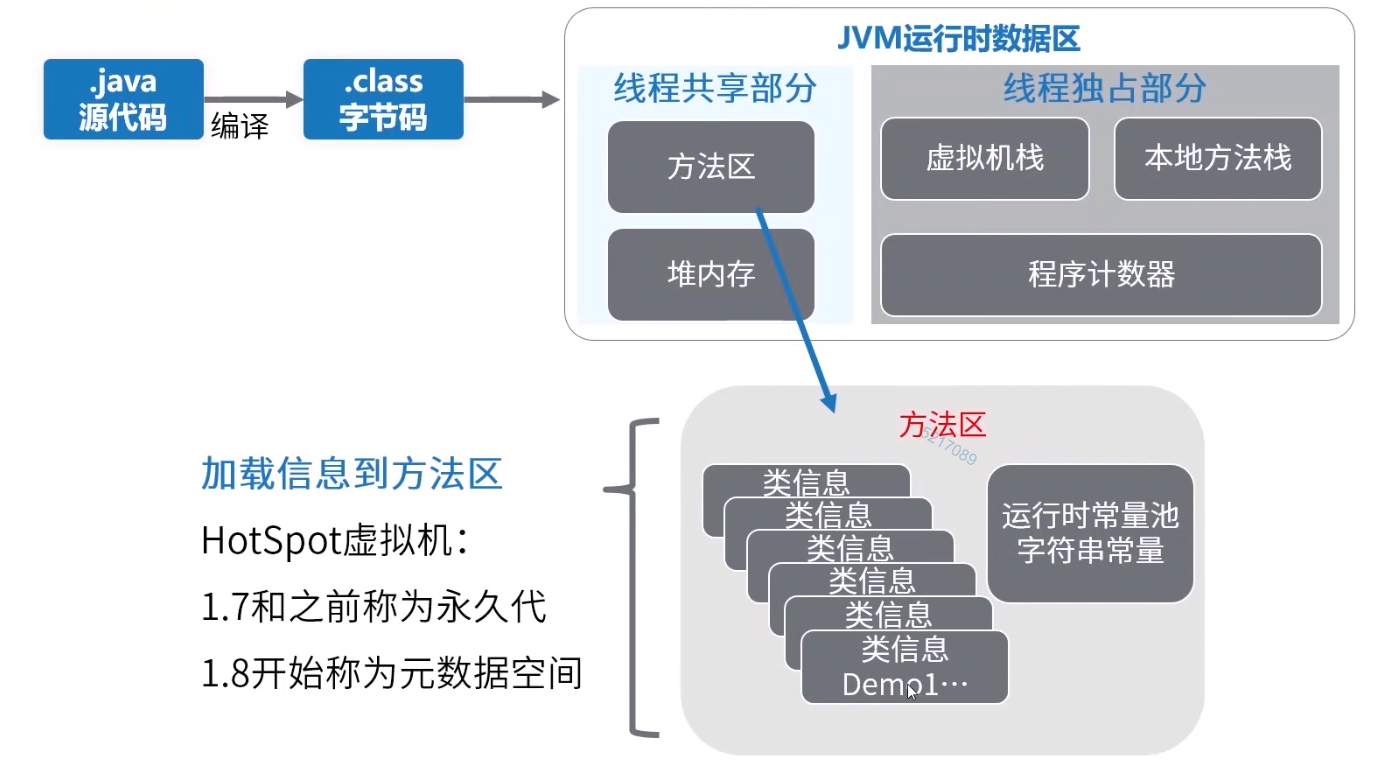 JVM运行时数据区
.java
源代码
编译
.class
字节码
线程共享部分
方法区
堆内存
线程独占部分
虚拟机栈
本地方法栈
程序计数器
加载信息到方法区
HotSpot虚拟机：
1.7和之前称为永久代
1.8开始称为元数据空间
方法区
5217089
类信息
类信息
类信息
类信息
类信息
类信息
Demo1…
运行时常量池
字符串常量